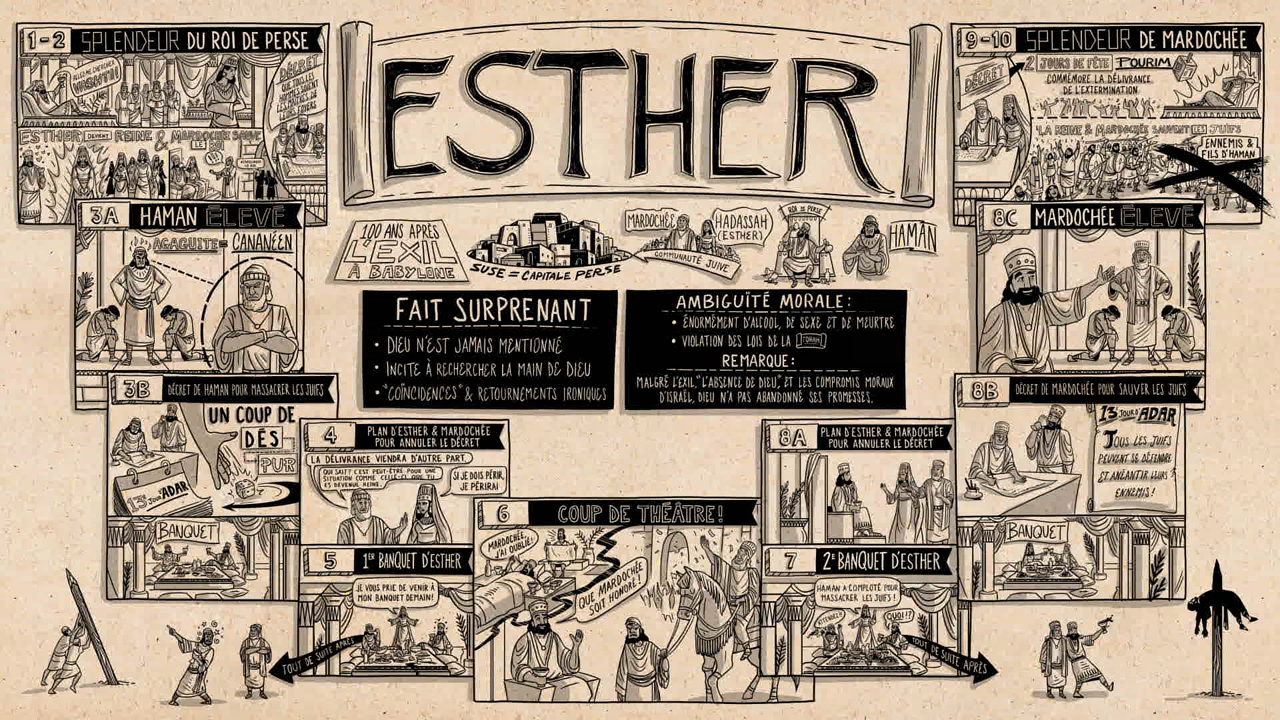 ESTHER
1-2 SPLENDEUR DU ROI DE PERSE
ALLEZ ME CHERCHER
VASHTI!
DÉCRET
QUE TOUS LES
ESTHER DEVIENT REINE & MARDOCHÉE SAUVE
LE ROI
3A HAMAN ÉLEVÉ
AGAGUITE = CANANÉEN
3B DÉCRET DE HAMAN POUR MASSACRER LES JUIFS
UN COUP DE
DÉS
PUR
13 JOUR ADAR
BANQUET
100 ANS APRÈS
L'EXIL
À BABYLONE
SUSE = CAPITALE PERSE
MARDOCHÉE
HADASSAH
(ESTHER)
COMMUNAUTÉ JUIVE
ROI DE PERSE
HAMÂN
FAIT SURPRENANT
• DIEU N'EST JAMAIS MENTIONNÉ
• INCITE À RECHERCHER LA MAIN DE DIEU
• "COÏNCIDENCES" & RETOURNEMENTS IRONIQUES
AMBIGUÏTÉ MORALE:
• ÉNORMÉMENT D'ALCOOL, DE SEXE ET DE MEURTRE
• VIOLATION DES LOIS DE LA TORAH
REMARQUE:
MALGRÉ L'EXIL, "L'ABSENCE DE DIEU," ET LES COMPROMIS MORAUX
D'ISRAËL, DIEU N'A PAS ABANDONNÉ SES PROMESSES.
4 PLAN D'ESTHER & MARDOCHÉE
POUR ANNULER LE DÉCRET
LA DÉLIVRANCE VIENDRA D'AUTRE PART.
QUI SAIT? C'EST PEUT-ÊTRE POUR UNE
SITUATION COMME CELLE-CI QUE TU
ES DEVENUE REINE.
SI JE DOIS PÉRIR,
JE PÉRIRAI
5 1ER BANQUET D'ESTHER
JE VOUS PRIE DE VENIR À
MON BANQUET DEMAIN!
TOUT DE SUITE APRÈS
6 COUP DE THÉÂTRE!
MARDOCHÉE,
J'AI OUBLIÉ!
QUE MARDOCHÉE
SOIT HONORÉ!
7 2E BANQUET D'ESTHER
HAMAN A COMPLOTÉ POUR
MASSACRER LES JUIFS!
QUOI!?
TOUT DE SUITE APRÈS
8A PLAN D'ESTHER & MARDOCHÉE
POUR ANNULER LE DÉCRET
8B DÉCRET DE MARDOCHÉE POUR SAUVER LES JUIFS
13 JOURS ADAR
TOUS LES JUIFS
PEUVENT SE DÉFENDRE
ET ANÉANTIR LEURS
ENNEMIS!
BANQUET
8C MARDOCHÉE ÉLEVÉ
9-10 SPLENDEUR DE MARDOCHÉE
DÉCRET
2 JOURS DE FÊTE POURIM
COMMÉMORE LA DÉLIVRANCE
DE L'EXTERMINATION
LA REINE & MARDOCHÉE SAUVENT LES JUIFS
ENNEMIS &
FILS D'HAMAN